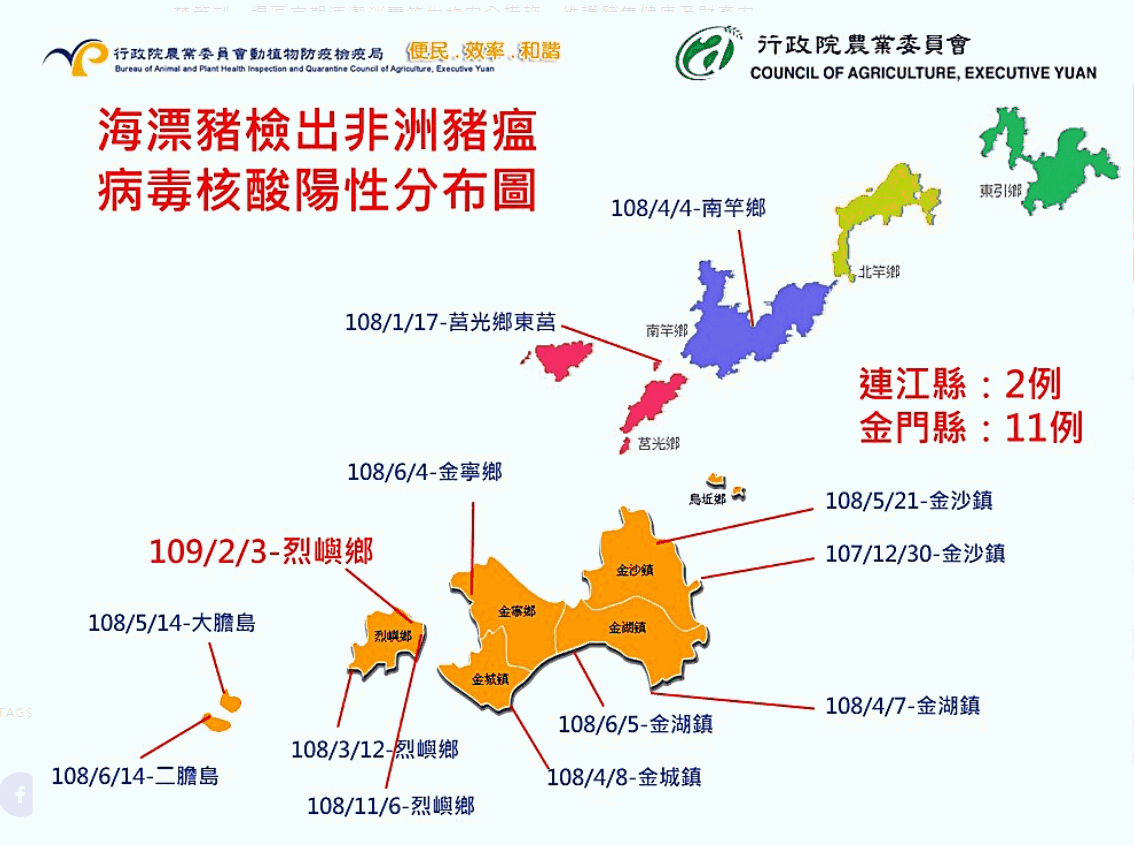 行政院農業委員會動植物防疫檢疫局 便民.效率.和諧
Bureau of Animal and Plant Health Inspection and Quarantine Council of Agriculture, Executive Yuan
行政院農業委員會
COUNCIL OF AGRICULTURE, EXECUTIVE YUAN
海漂豬檢出非洲豬瘟
病毒核酸陽性分布圖
東引鄉
108/4/4-南竿鄉
北竿鄉
108/1/17-莒光鄉東莒
南竿鄉
連江縣：2例
金門縣：11例
莒光鄉
108/6/4-金寧鄉
烏坵鄉
108/5/21-金沙鎮
109/2/3-烈嶼鄉
107/12/30-金沙鎮
金沙鎮
金寧鄉
108/5/14-大膽島
烈嶼鄉
金湖鎮
金城鎮
108/4/7-金湖鎮
TAGS
108/6/5-金湖鎮
108/3/12-烈嶼鄉
108/6/14-二膽島
108/4/8-金城鎮
108/11/6-烈嶼鄉